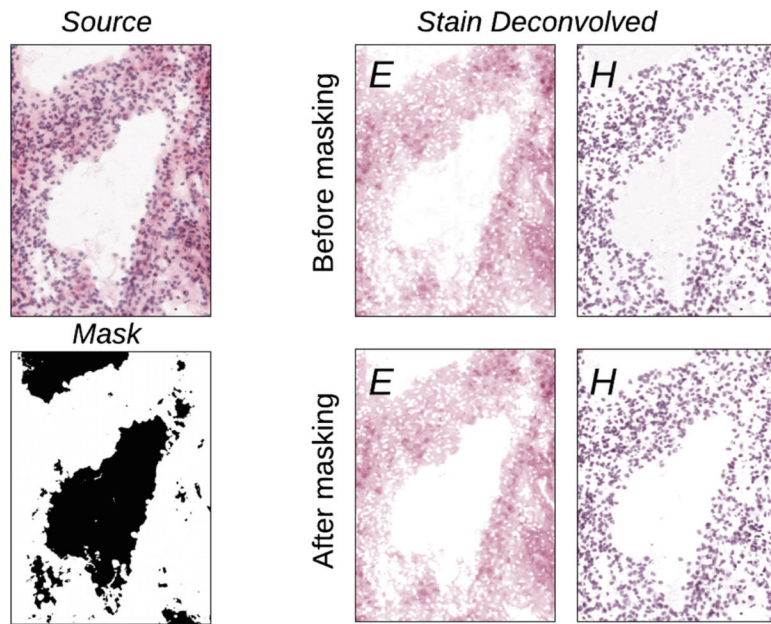 Source
Stain Deconvolved
Before masking
E
H
Mask
After masking
E
H